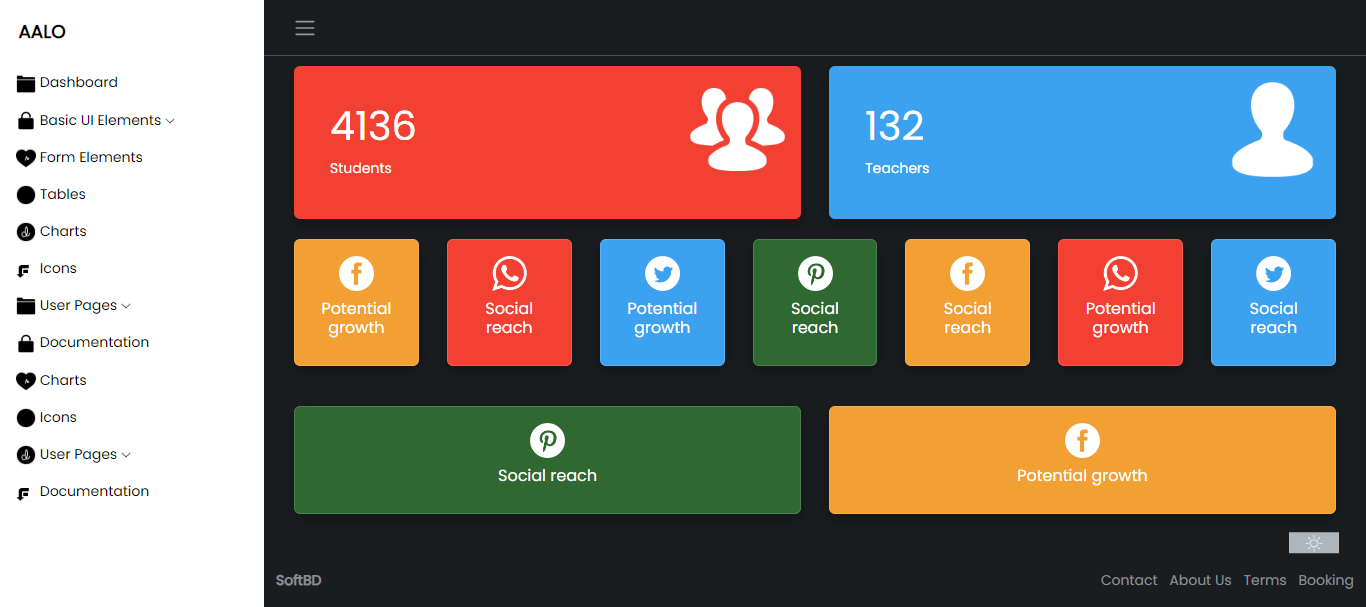 AALO
Dashboard
Basic UI Elements
Form Elements
Tables
Charts
Icons
User Pages
Documentation
Charts
Icons
User Pages
Documentation
4136
Students
132
Teachers
Potential
growth
Social
reach
Potential
growth
Social
reach
Social
reach
Potential
growth
Social
reach
Social reach
Potential growth
SoftBD
Contact About Us Terms Booking